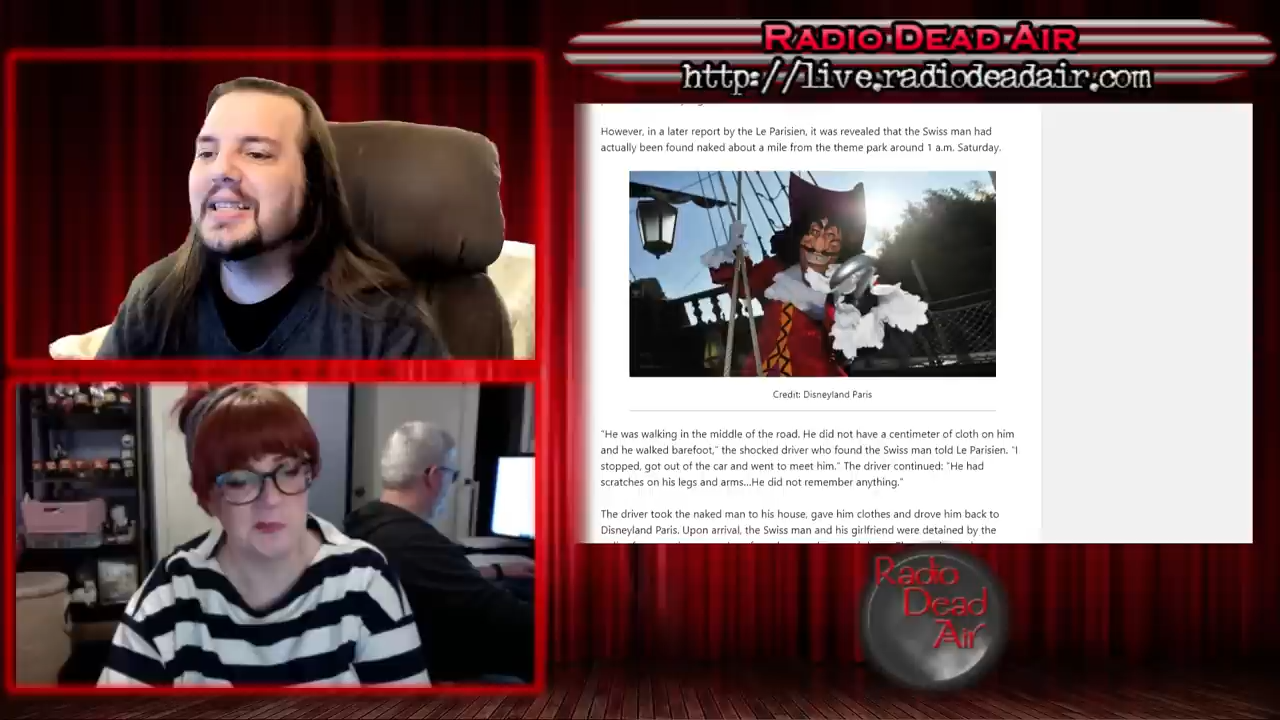 Radio Dead Air
http://live.radiodeadair.com
However, in a later report by the Le Parisien, it was revealed that the Swiss man had
actually been found naked about a mile from the theme park around 1 a.m. Saturday.
Credit: Disneyland Paris
"He was walking in the middle of the road. He did not have a centimeter of cloth on him
and he walked barefoot," the shocked driver who found the Swiss man told Le Parisien. "I
stopped, got out of the car and went to meet him." The driver continued: "He had
scratches on his legs and arms...He did not remember anything."
The driver took the naked man to his house, gave him clothes and drove him back to
Disneyland Paris. Upon arrival, the Swiss man and his girlfriend were detained by the
Radio
Dead
Air